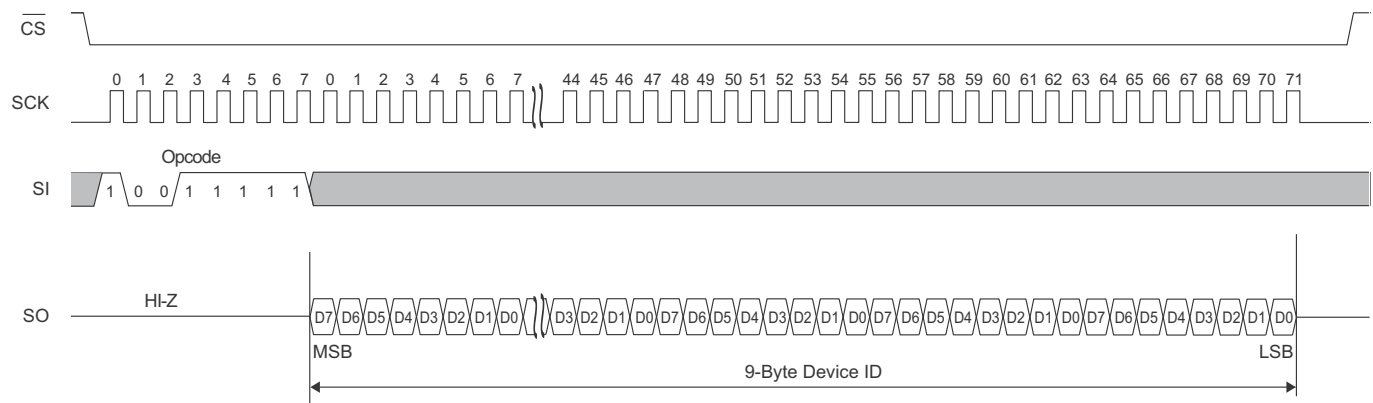 CS
0 1 2 3 4 5 6 7 0 1 2 3 4 5 6 7 44 45 46 47 48 49 50 51 52 53 54 55 56 57 58 59 60 61 62 63 64 65 66 67 68 69 70 71
SCK
Opcode
SI 1 0 0 1 1 1 1 1
HI-Z
SO D7 D6 D5 D4 D3 D2 D1 D0 D3 D2 D1 D0 D7 D6 D5 D4 D3 D2 D1 D0 D7 D6 D5 D4 D3 D2 D1 D0 D7 D6 D5 D4 D3 D2 D1 D0
MSB LSB
9-Byte Device ID